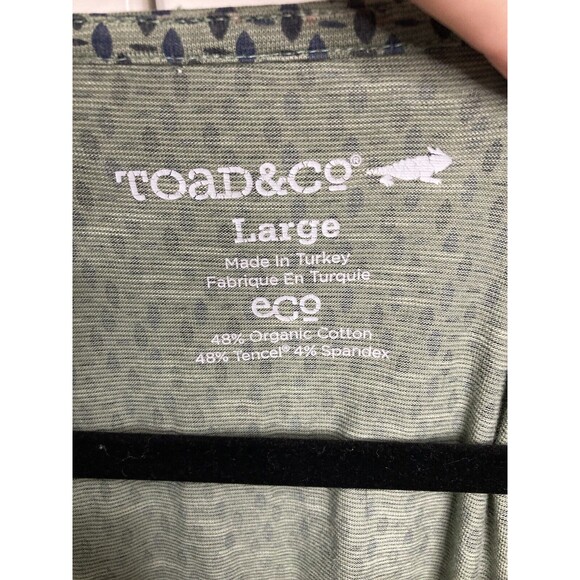 TOAD&CO®
Large
Made In Turkey
Fabrique En Turquie
eco
48% Organic Cotton
48% Tencel® 4% Spandex